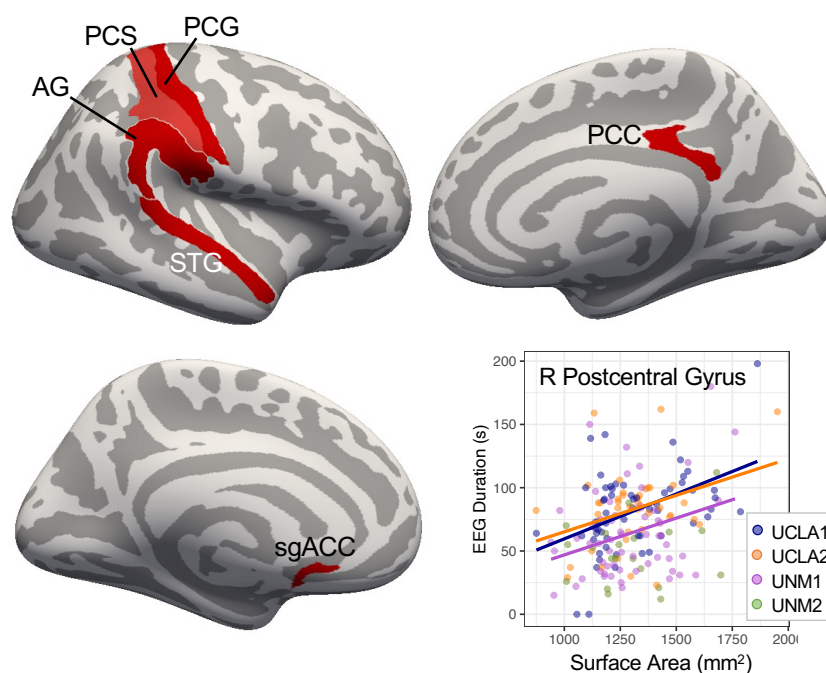 PCS
PCG
AG
STG
PCC
sgACC
R Postcentral Gyrus
200
150
100
50
0
EEG Duration (s)
1000
1250
1500
1750
2000
Surface Area (mm²)
UCLA1
UCLA2
UNM1
UNM2